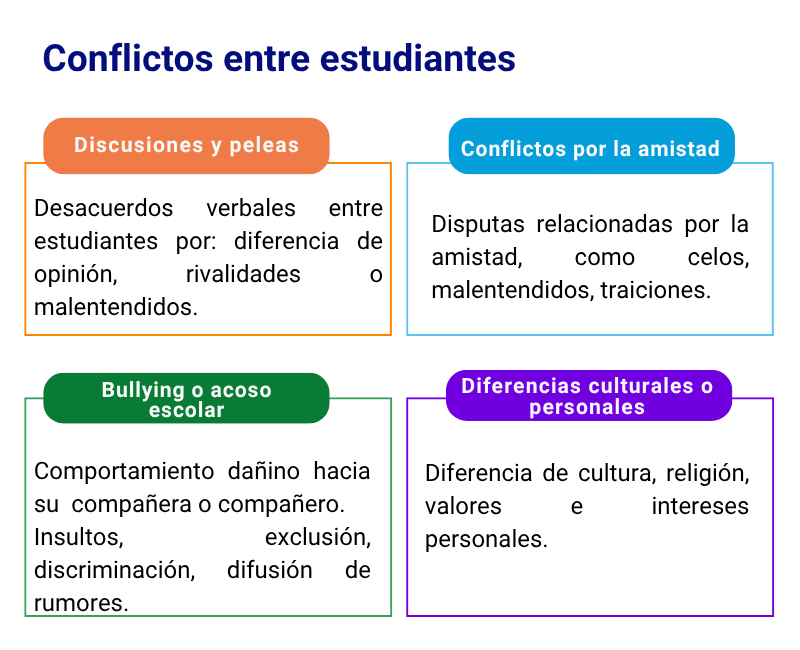 Conflictos entre estudiantes
Discusiones y peleas
Desacuerdos verbales entre
estudiantes por: diferencia de
opinión, rivalidades o
malentendidos.
Conflictos por la amistad
Disputas relacionadas por la
amistad, como celos,
malentendidos, traiciones.
Bullying o acoso
escolar
Comportamiento dañino hacia
su compañera o compañero.
Insultos, exclusión,
discriminación, difusión de
rumores.
Diferencias culturales o
personales
Diferencia de cultura, religión,
valores e intereses
personales.